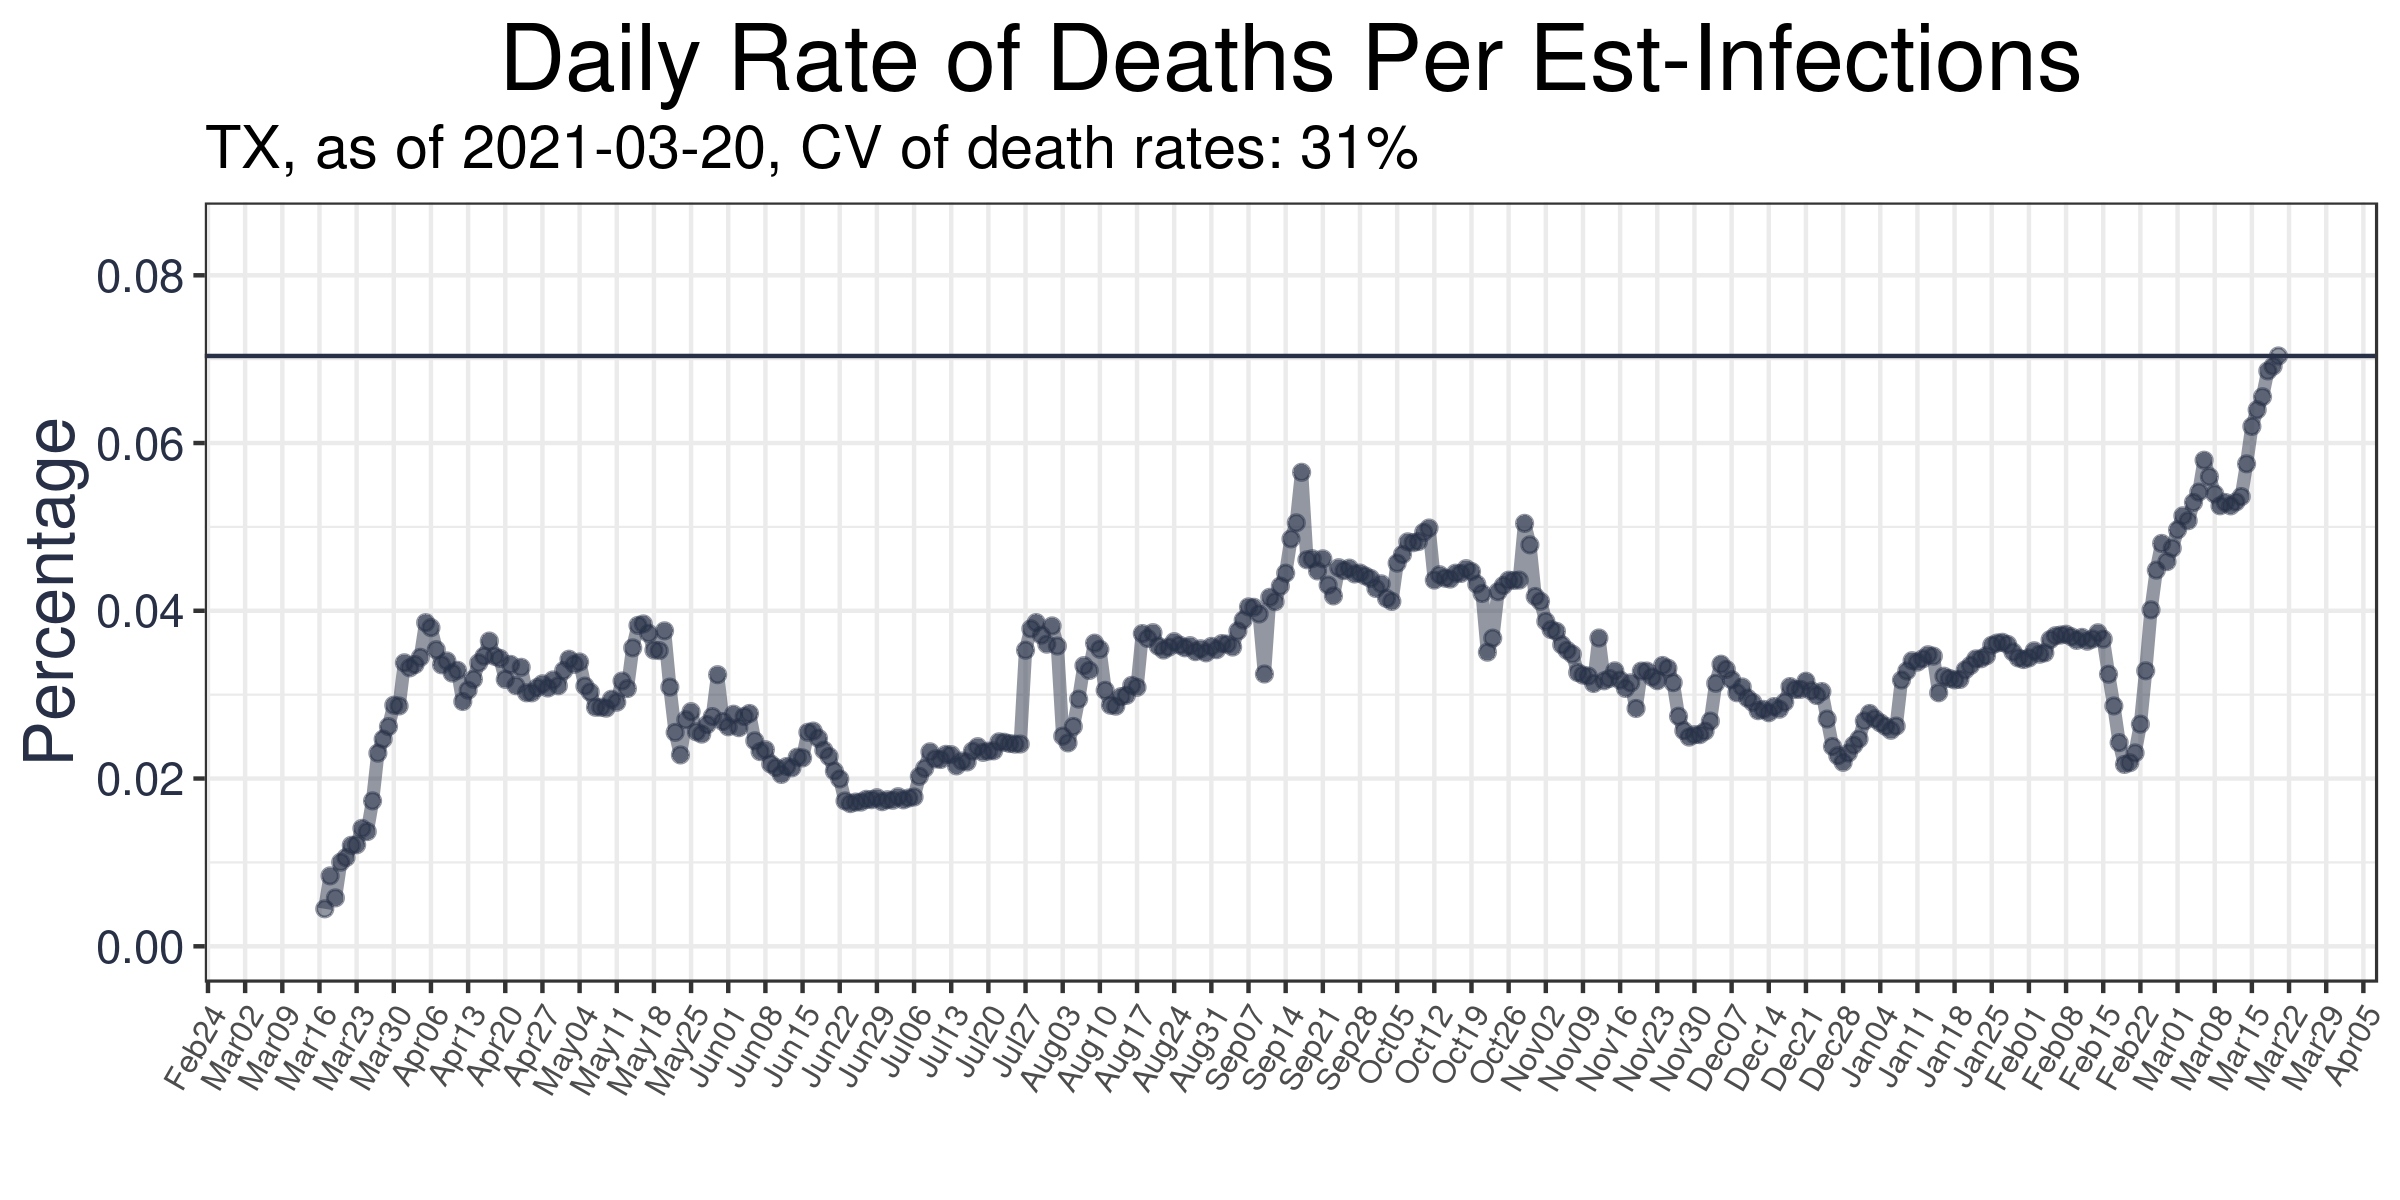 Daily Rate of Deaths Per Est-Infections
TX, as of 2021-03-20, CV of death rates: 31%
Percentage
0.08
0.06
0.04
0.02
0.00
Feb24
Mar02
Mar09
Mar16
Mar23
Mar30
Apr06
Apr13
Apr20
Apr27
May04
May11
May18
May25
Jun01
Jun08
Jun15
Jun22
Jun29
Jul06
Jul13
Jul20
Jul27
Aug03
Aug10
Aug17
Aug24
Aug31
Sep07
Sep14
Sep21
Sep28
Oct05
Oct12
Oct19
Oct26
Nov02
Nov09
Nov16
Nov23
Nov30
Dec07
Dec14
Dec21
Dec28
Jan04
Jan11
Jan18
Jan25
Feb01
Feb08
Feb15
Feb22
Mar01
Mar08
Mar15
Mar22
Mar29
Apr05